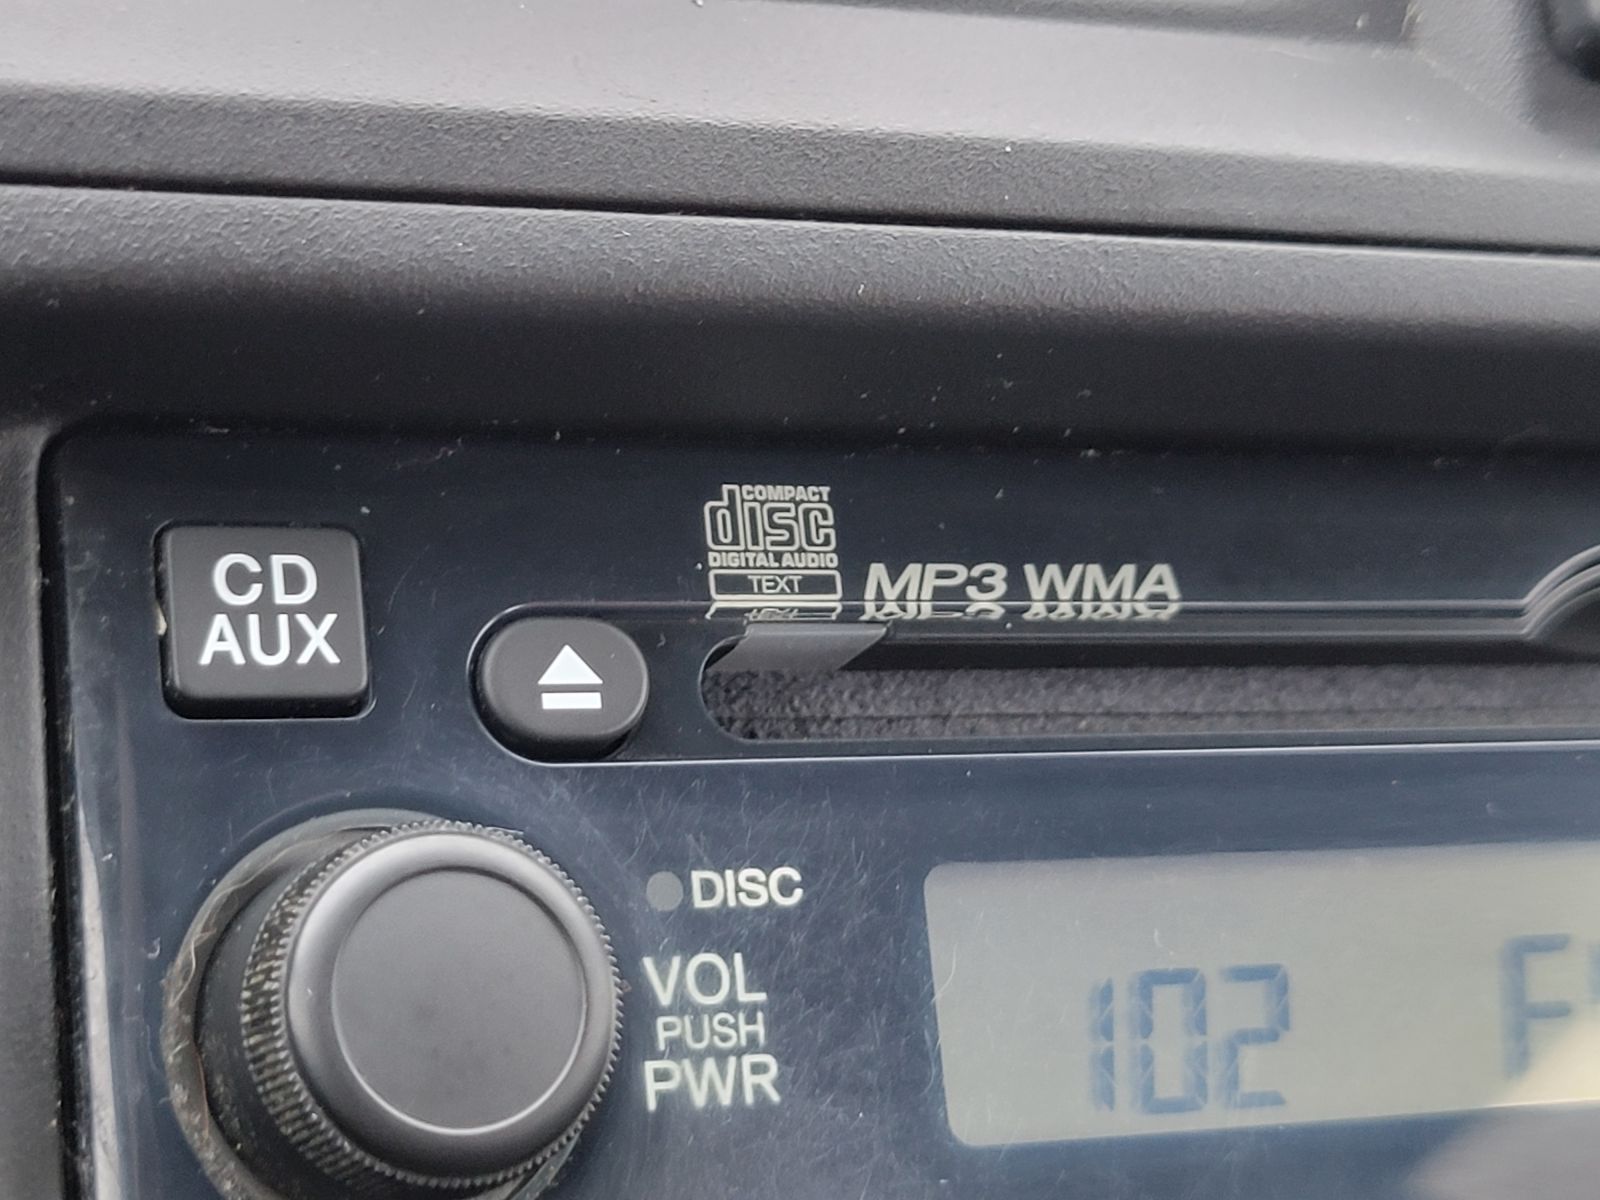 COMPACT
disc
DIGITAL AUDIO
TEXT
MP3 WMA
CD
AUX
DISC
VOL
PUSH
PWR
102